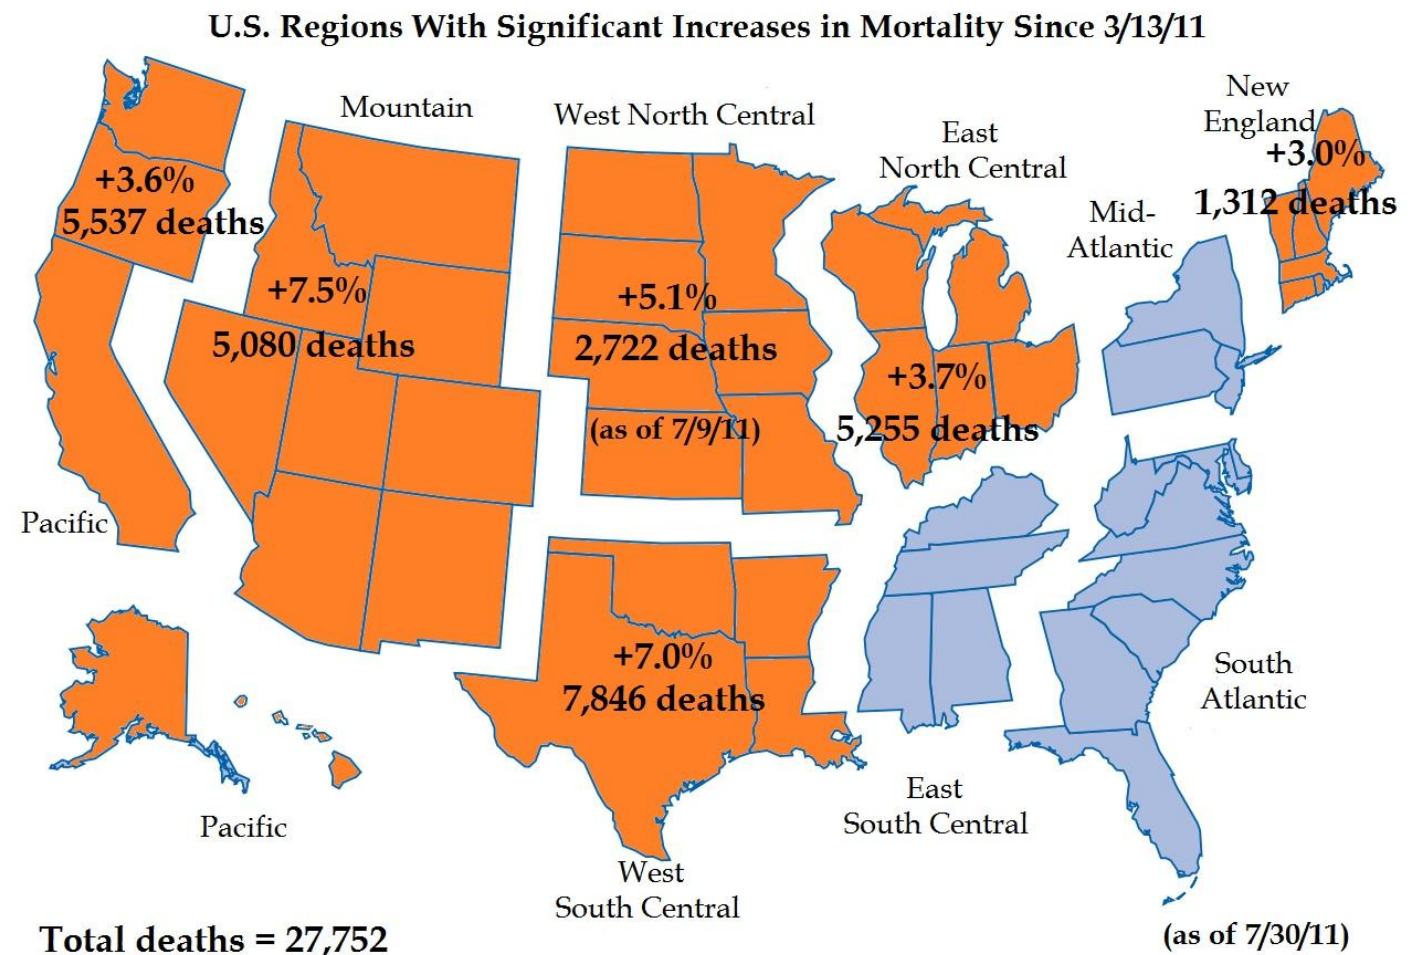 U.S. Regions With Significant Increases in Mortality Since 3/13/11
Mountain
West North Central
East
North Central
New
England
+3.0%
1,312 deaths
Mid-
Atlantic
+3.6%
5,537 deaths
+7.5%
5,080 deaths
+5.1%
2,722 deaths
(as of 7/9/11)
+3.7%
5,255 deaths
Pacific
+7.0%
7,846 deaths
South
Atlantic
Pacific
East
South Central
West
South Central
Total deaths = 27,752
(as of 7/30/11)